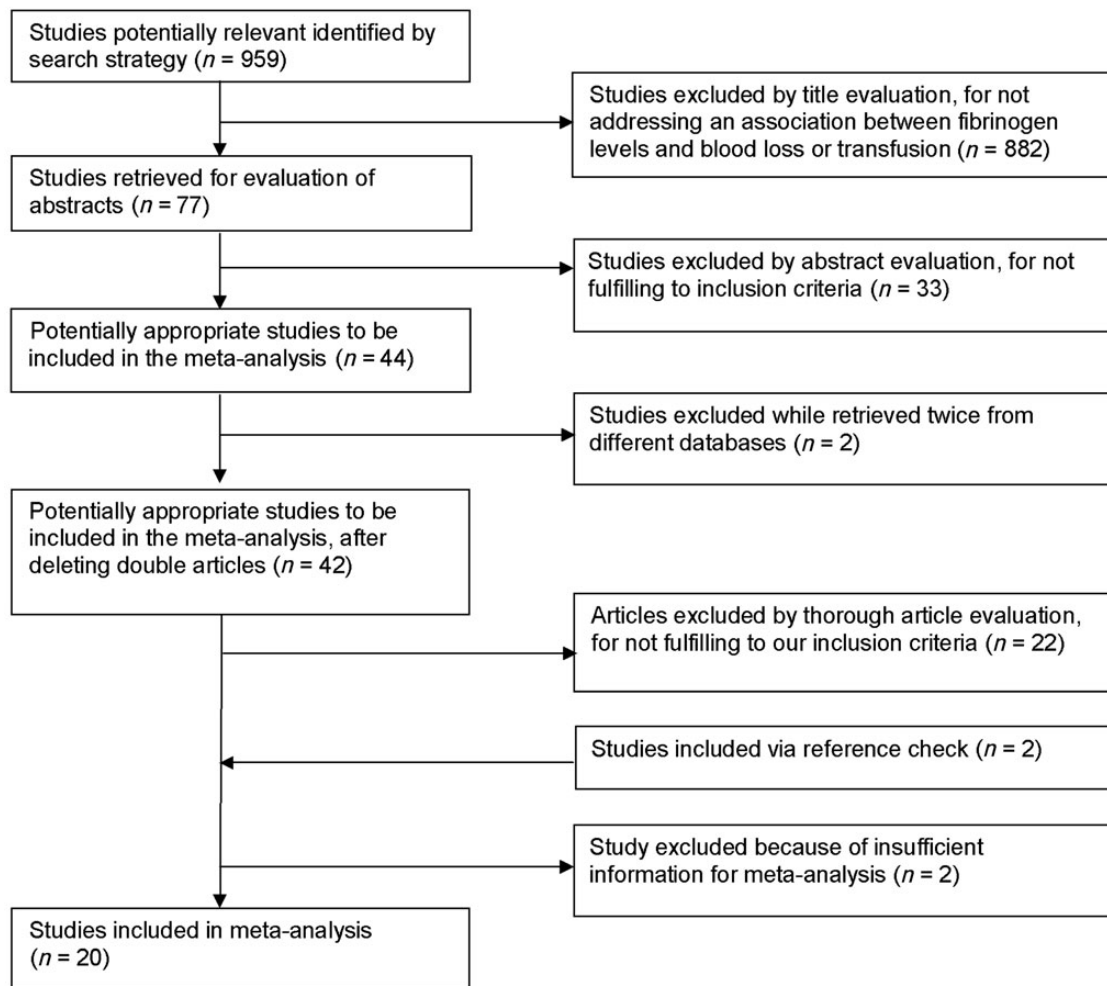 Studies potentially relevant identified by
search strategy (n = 959)
Studies excluded by title evaluation, for not
addressing an association between fibrinogen
levels and blood loss or transfusion (n = 882)
Studies retrieved for evaluation of
abstracts (n = 77)
Studies excluded by abstract evaluation, for not
fulfilling to inclusion criteria (n = 33)
Potentially appropriate studies to be
included in the meta-analysis (n = 44)
Studies excluded while retrieved twice from
different databases (n = 2)
Potentially appropriate studies to be
included in the meta-analysis, after
deleting double articles (n = 42)
Articles excluded by thorough article evaluation,
for not fulfilling to our inclusion criteria (n = 22)
Studies included via reference check (n = 2)
Study excluded because of insufficient
information for meta-analysis (n = 2)
Studies included in meta-analysis
(n = 20)